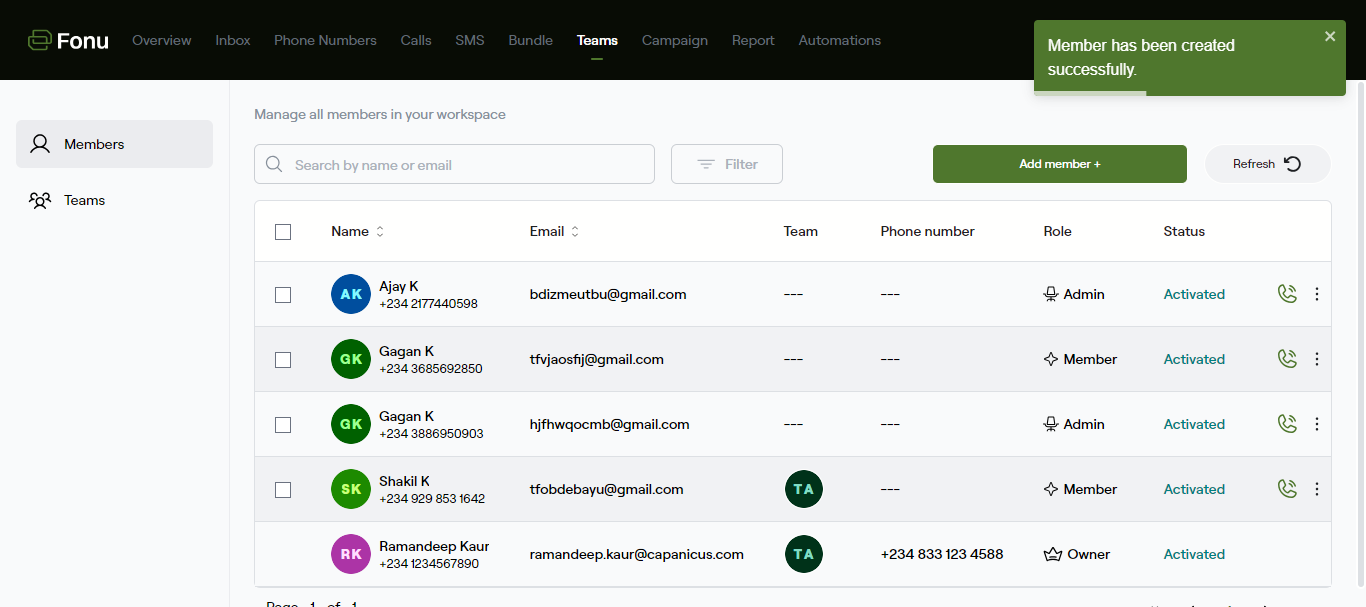 Fonu Overview Inbox Phone Numbers Calls SMS Bundle Teams Campaign Report Automations
Member has been created
successfully.
Members
Teams
Manage all members in your workspace
Search by name or email Filter Add member + Refresh
Name Email Team Phone number Role Status
AK Ajay K bdizmeutbu@gmail.com --- --- Admin Activated
+234 2177440598
GK Gagan K tfvjaosfij@gmail.com --- --- Member Activated
+234 3685692850
GK Gagan K hjfhwqocmb@gmail.com --- --- Admin Activated
+234 3886950903
SK Shakil K tfobdebayu@gmail.com TA --- Member Activated
+234 929 853 1642
RK Ramandeep Kaur ramandeep.kaur@capanicus.com TA +234 833 123 4588 Owner Activated
+234 1234567890
Page 1 of 1